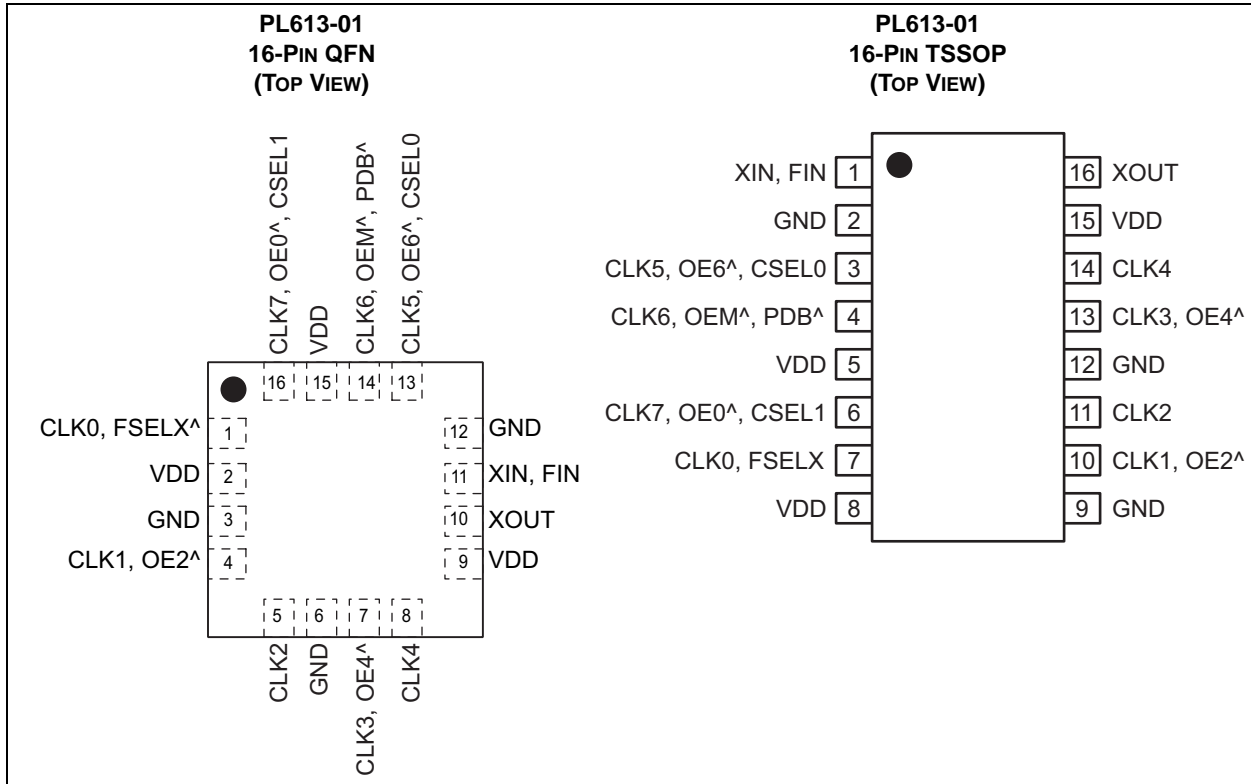 PL613-01
16-PIN QFN
(TOP VIEW)
CLK7, OE0^, CSEL1
VDD
CLK6, OEM^, PDB^
CLK5, OE6^, CSEL0
16
15
14
13
CLK0, FSELX^
1
VDD
2
GND
3
CLK1, OE2^
4
12
GND
11
XIN, FIN
10
XOUT
9
VDD
5
6
7
8
CLK2
GND
CLK3, OE4^
CLK4
PL613-01
16-PIN TSSOP
(TOP VIEW)
XIN, FIN
1
GND
2
CLK5, OE6^, CSEL0
3
CLK6, OEM^, PDB^
4
VDD
5
CLK7, OE0^, CSEL1
6
CLK0, FSELX
7
VDD
8
16
XOUT
15
VDD
14
CLK4
13
CLK3, OE4^
12
GND
11
CLK2
10
CLK1, OE2^
9
GND